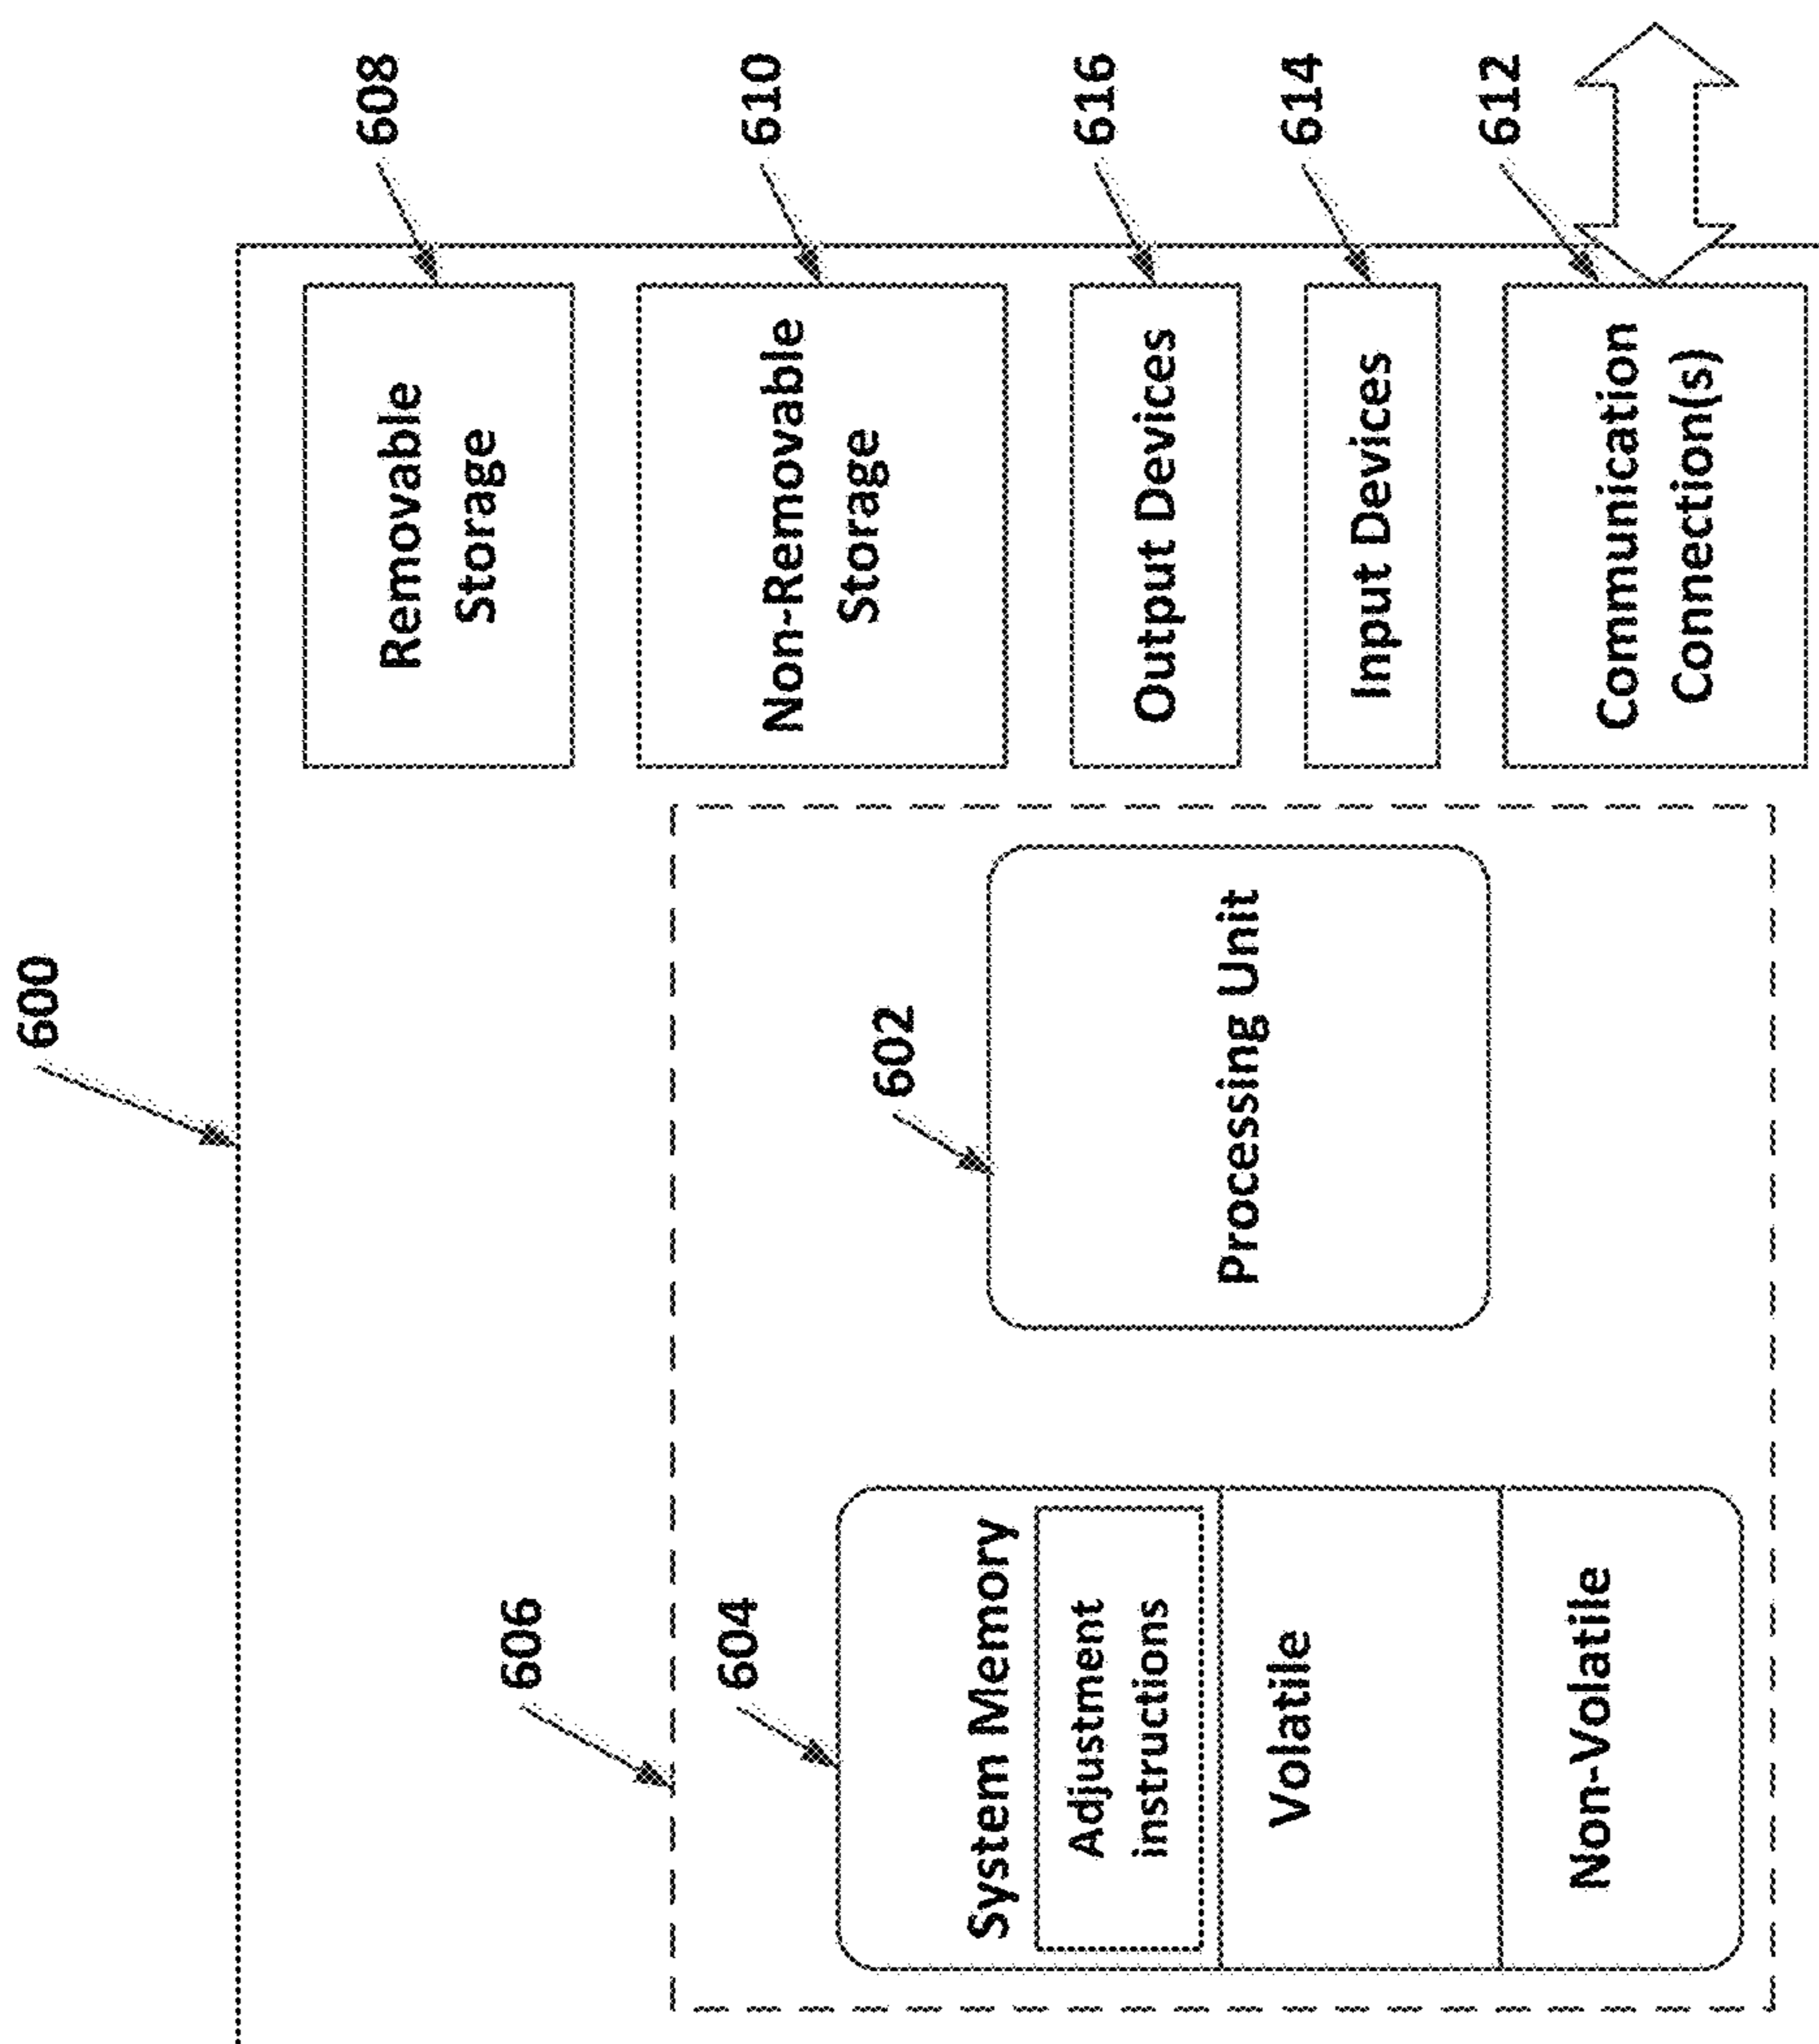 600
608
Removable
Storage
606
610
Non-Removable
Storage
604
System Memory
Adjustment
instructions
Volatile
Non-Volatile
602
Processing Unit
616
Output Devices
614
Input Devices
612
Communication
Connection(s)